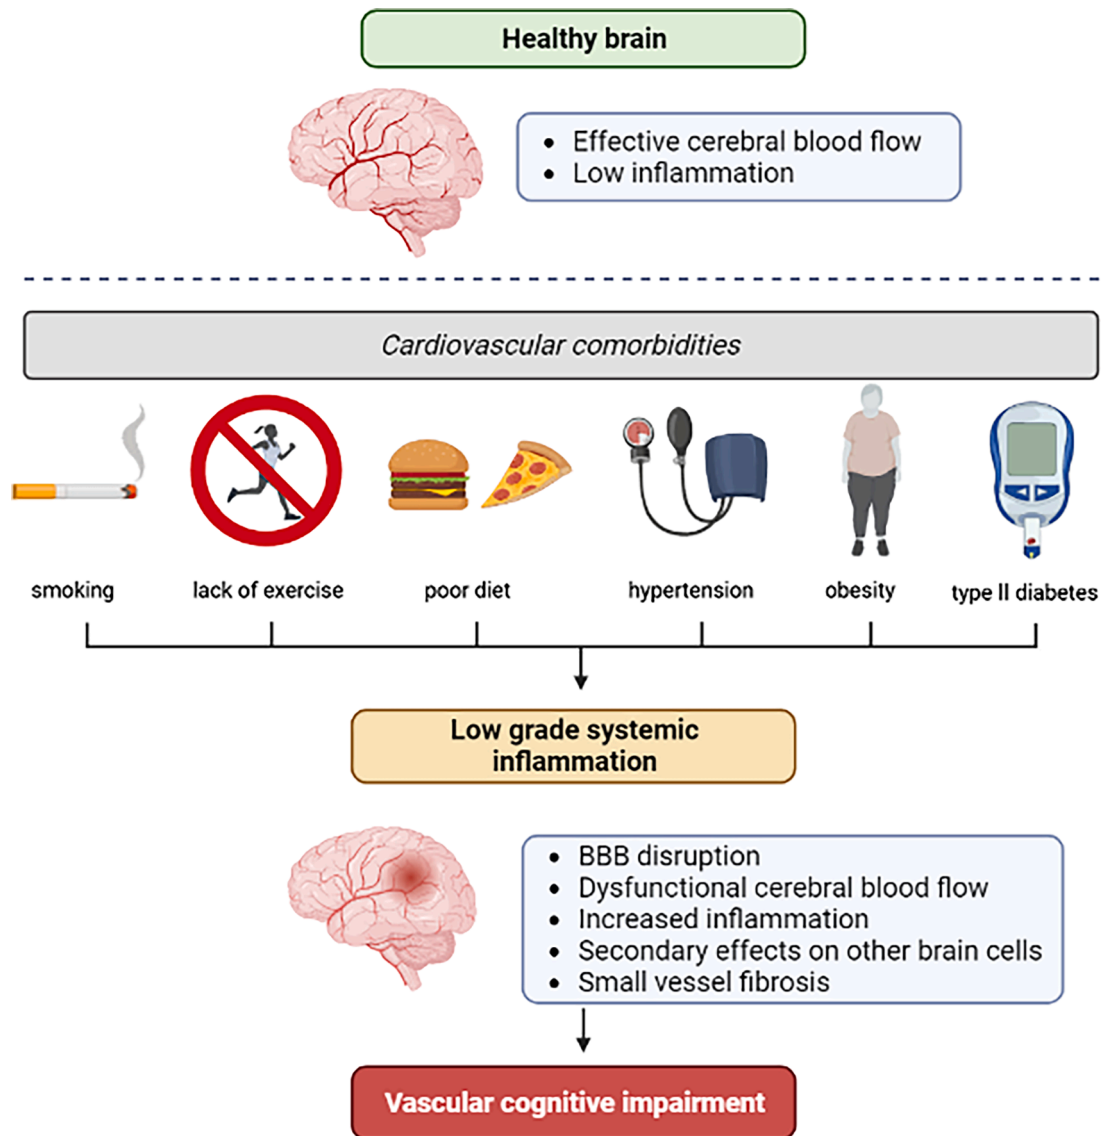 Healthy brain
• Effective cerebral blood flow
• Low inflammation
Cardiovascular comorbidities
smoking
lack of exercise
poor diet
hypertension
obesity
type II diabetes
Low grade systemic
inflammation
• BBB disruption
• Dysfunctional cerebral blood flow
• Increased inflammation
• Secondary effects on other brain cells
• Small vessel fibrosis
Vascular cognitive impairment